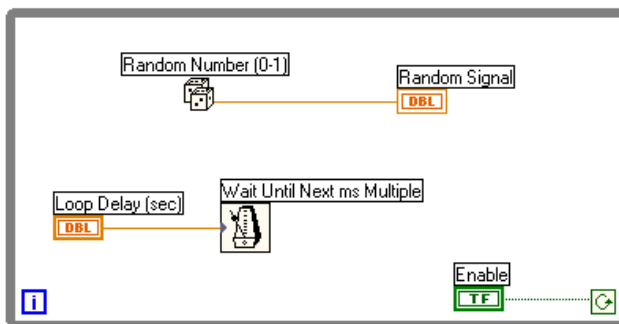 Random Number (0-1)
Random Signal
DBL
Loop Delay (sec)
Wait Until Next ms Multiple
DBL
Enable
i
TF